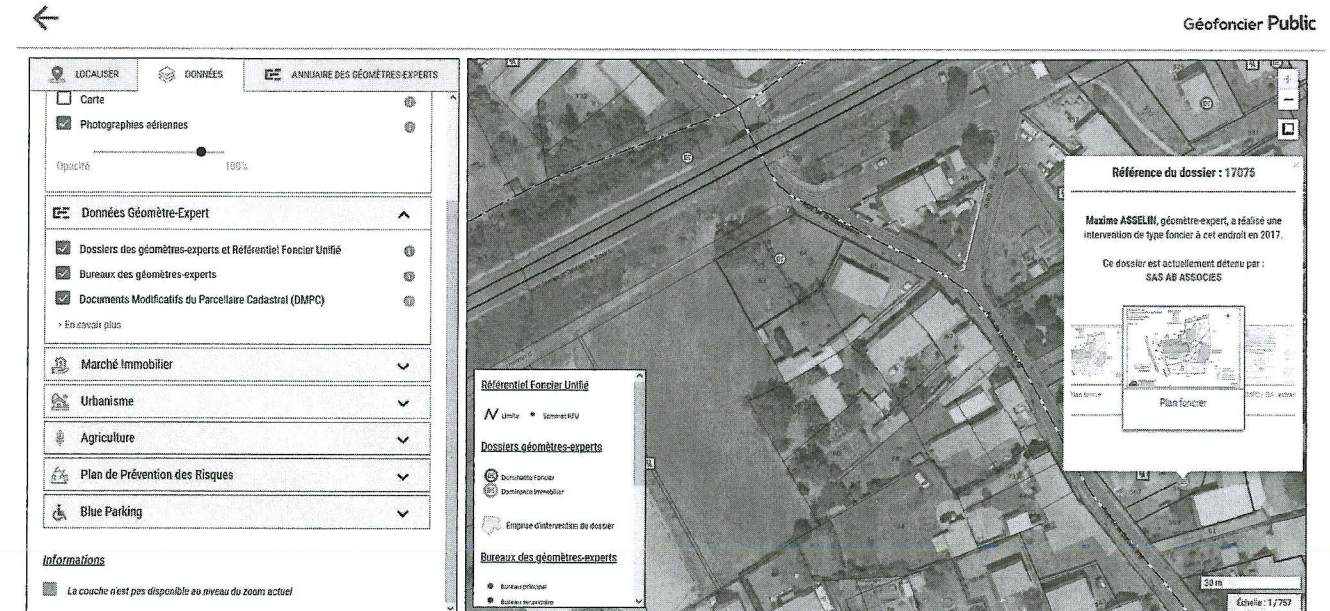 Géofoncier Public
LOCALISER
DONNÉES
ANNUAIRE DES GÉOMÈTRES-EXPERTS
Carte
Photographies aériennes
Opacité 100%
Données Géomètre-Expert
Dossiers des géomètres-experts et Référentiel Foncier Unifié
Bureaux des géomètres-experts
Documents Modificatifs du Parcellaire Cadastral (DMPC)
› En savoir plus
Marché Immobilier
Urbanisme
Agriculture
Plan de Prévention des Risques
Blue Parking
Informations
La couche n'est pas disponible au niveau du zoom actuel
Référentiel Foncier Unifié
Limite Sommet RFU
Dossiers géomètres-experts
Dominante Foncier
Dominante Immobilier
Emprise d'intervention du dossier
Bureaux des géomètres-experts
Bureau principal
Bureau secondaire
Référence du dossier : 17075
Maxime ASSELIN, géomètre-expert, a réalisé une
intervention de type foncier à cet endroit en 2017.
Ce dossier est actuellement détenu par :
SAS AB ASSOCIES
Plan foncier
Plan foncier
30 m
Échelle : 1/757